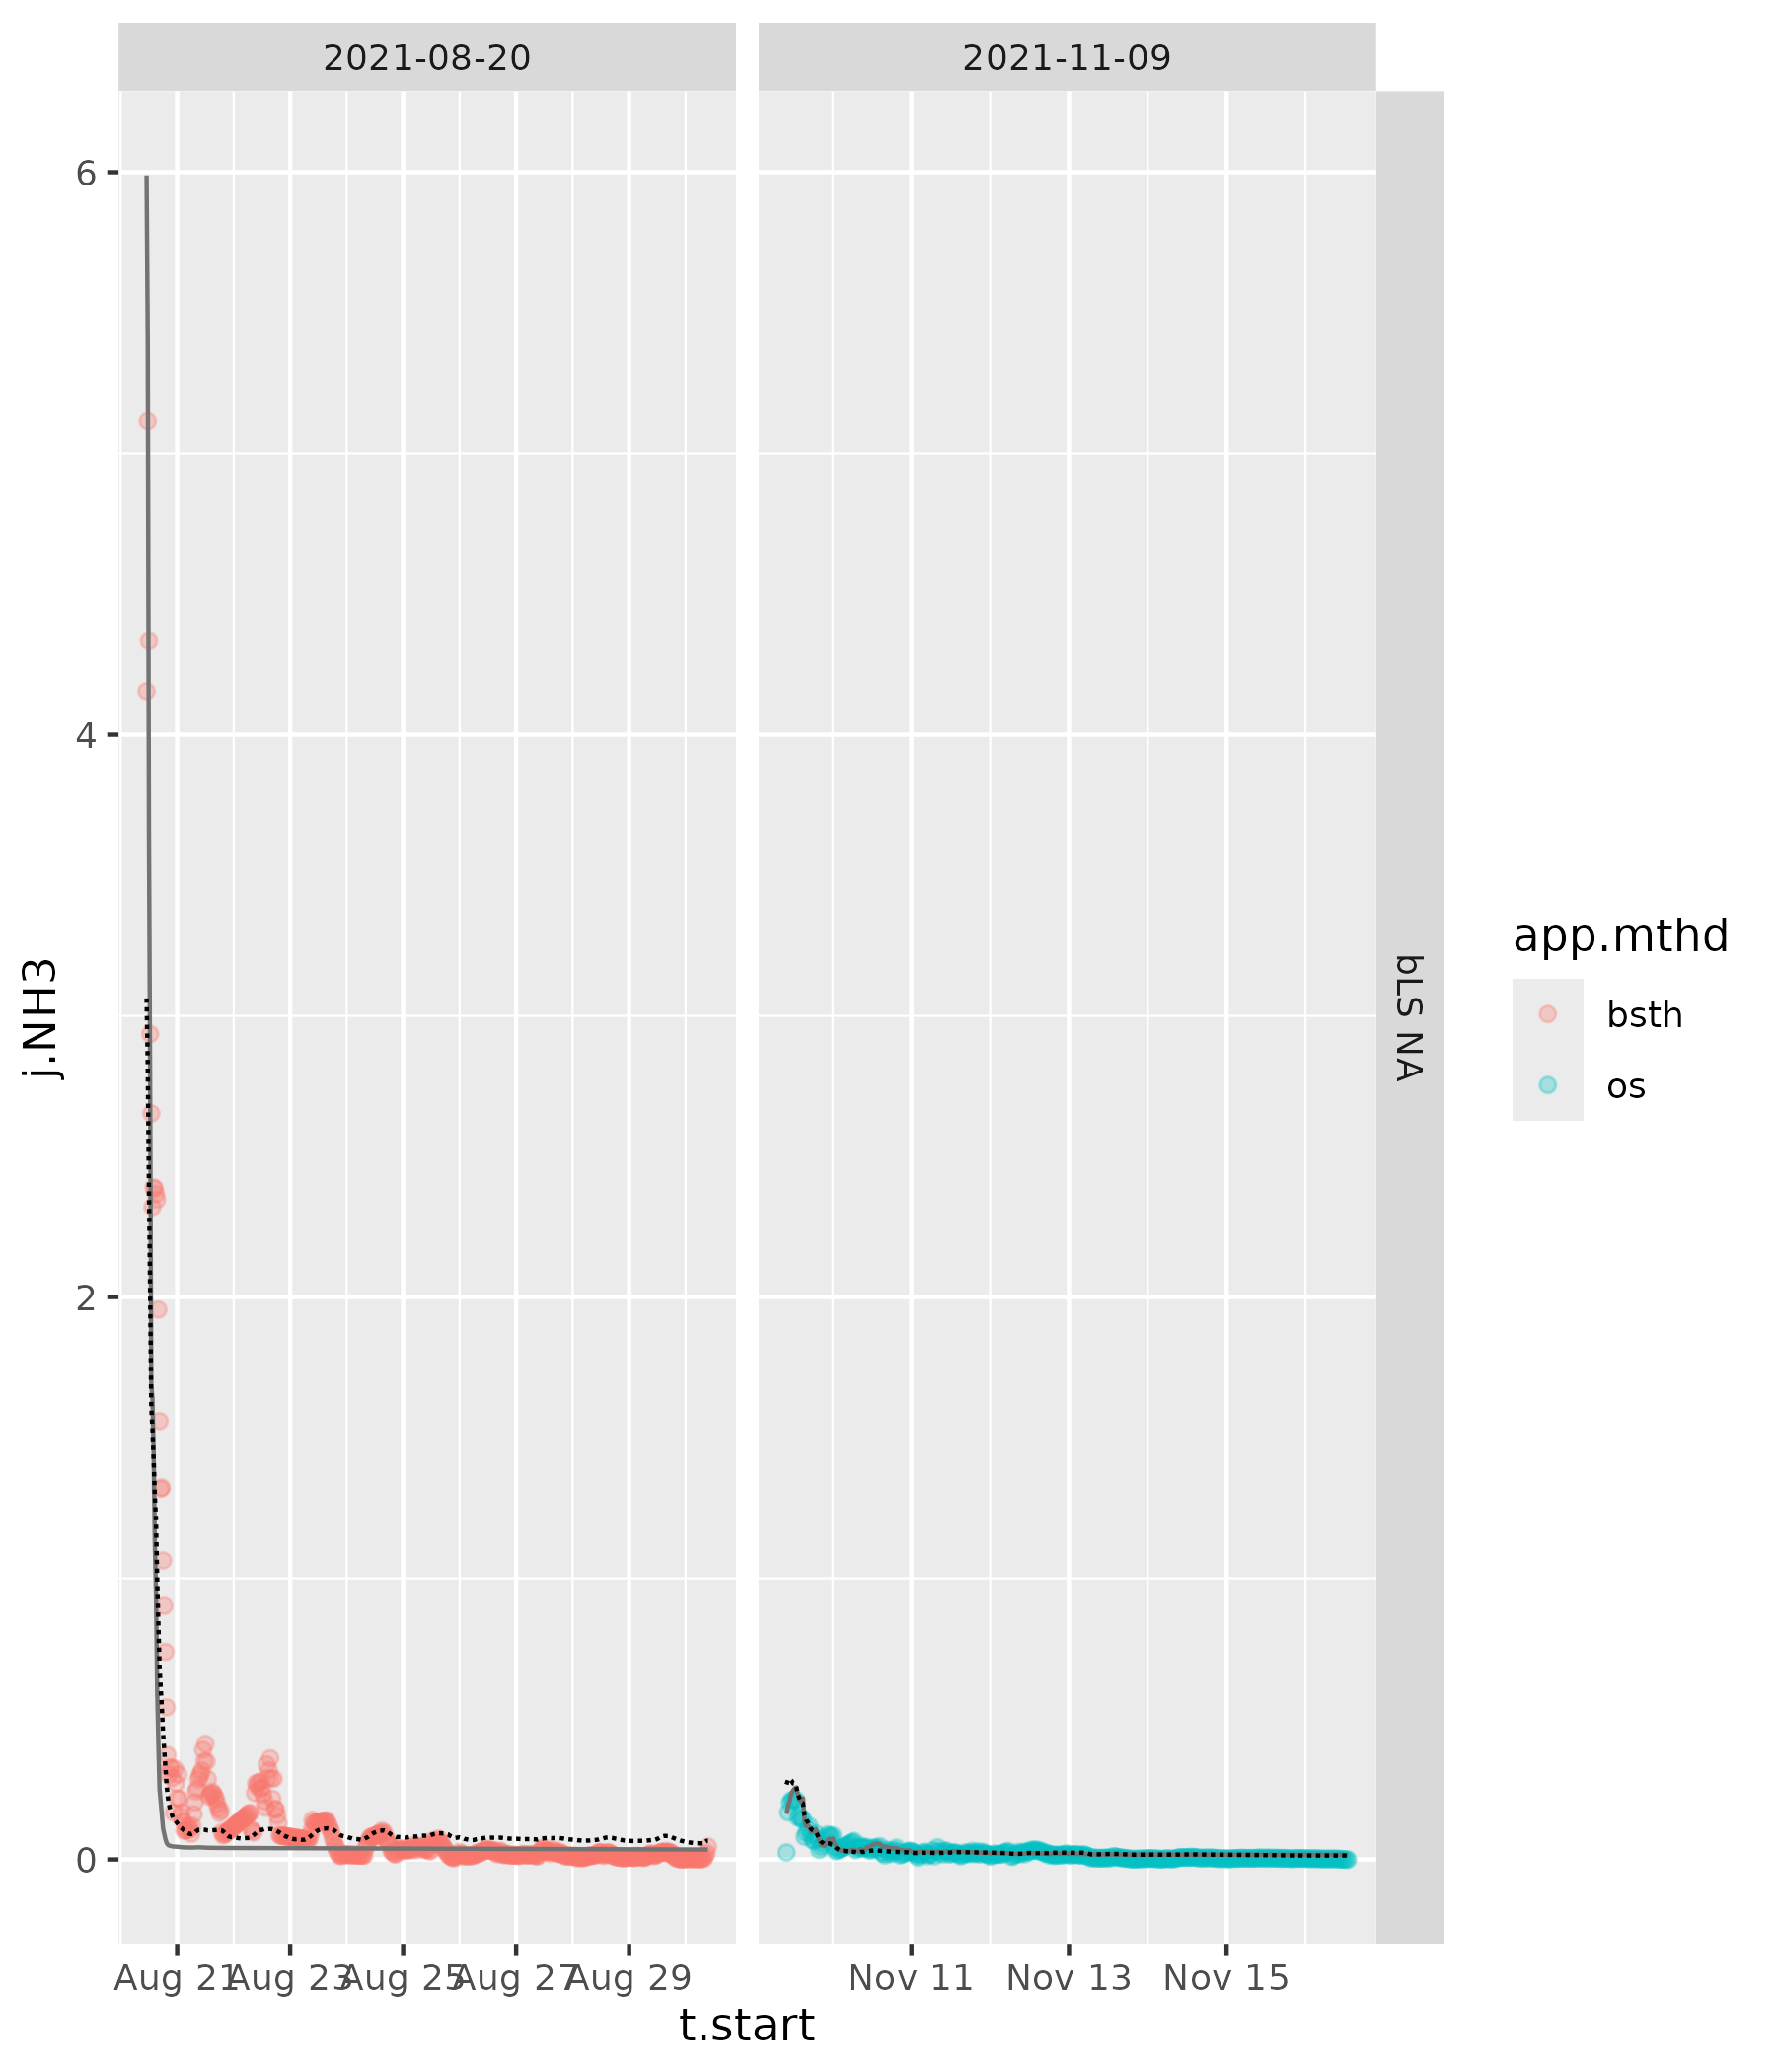 2021-08-20
2021-11-09
6
4
2
0
j.NH3
bLS NA
Aug 21
Aug 23
Aug 25
Aug 27
Aug 29
Nov 11
Nov 13
Nov 15
t.start
app.mthd
bsth
os